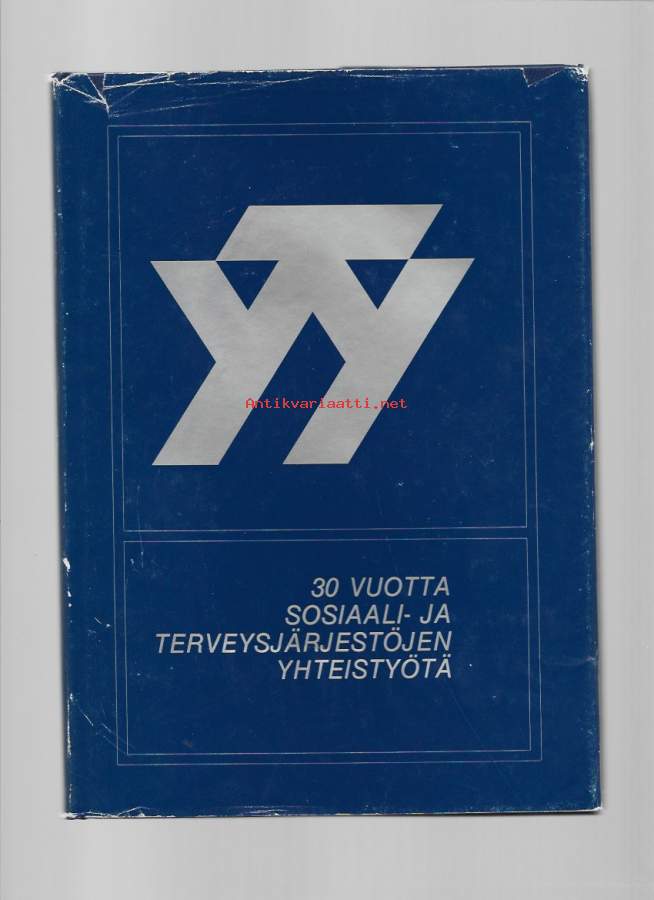 Antikvariaatti.net
30 VUOTTA
SOSIAALI- JA
TERVEYSJÄRJESTÖJEN
YHTEISTYÖTÄ